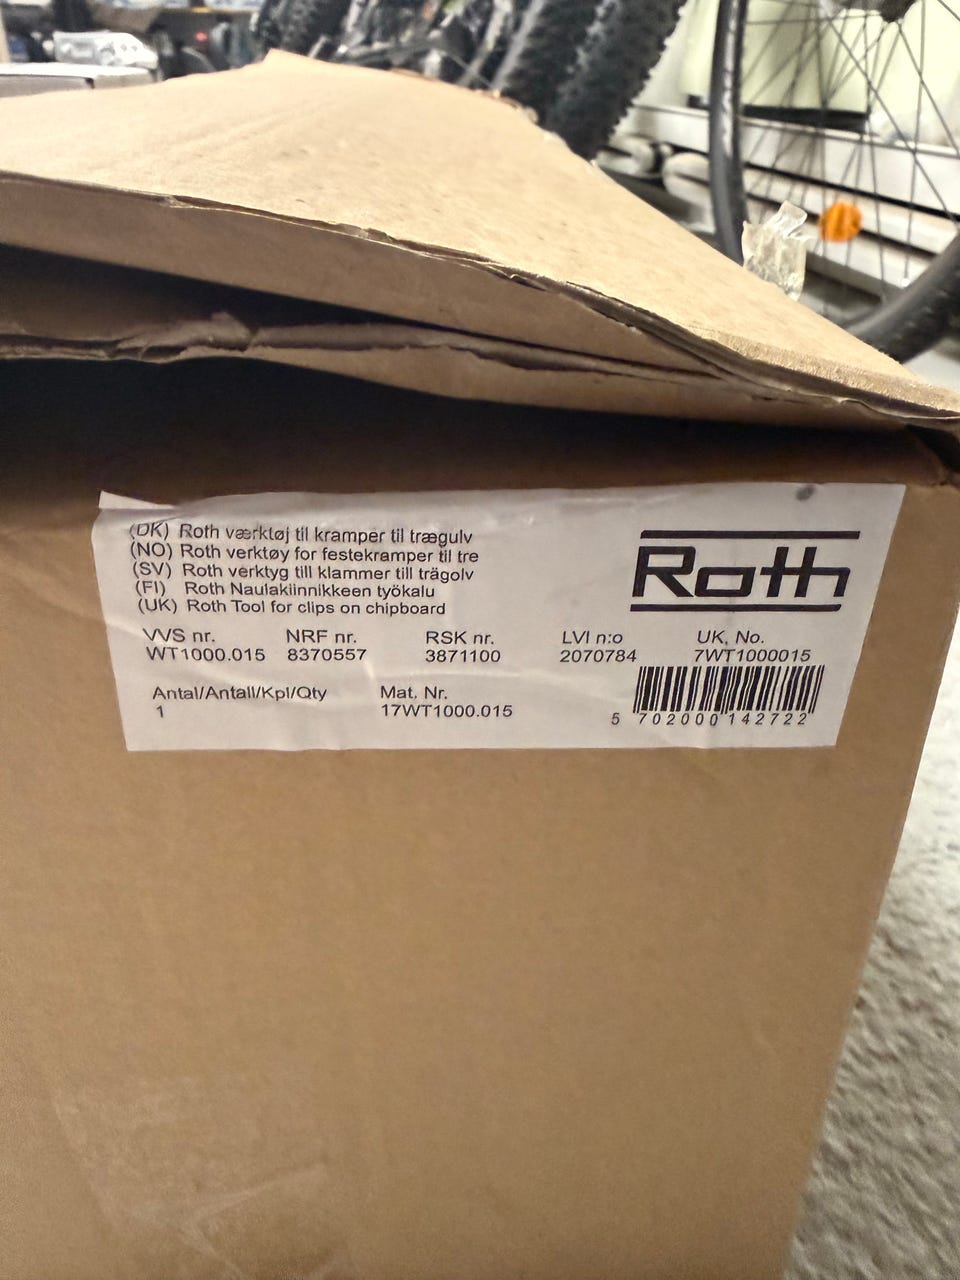 (DK) Roth værktøj til kramper til trægulv
(NO) Roth verktøy for festekramper til tre
(SV) Roth verktyg till klammer till trägolv
(FI) Roth Naulakiinnikkeen työkalu
(UK) Roth Tool for clips on chipboard
Roth
VVS nr. NRF nr. RSK nr. LVI n:o UK, No.
WT1000.015 8370557 3871100 2070784 7WT1000015
Antal/Antall/Kpl/Qty Mat. Nr.
1 17WT1000.015
5 702000 142722